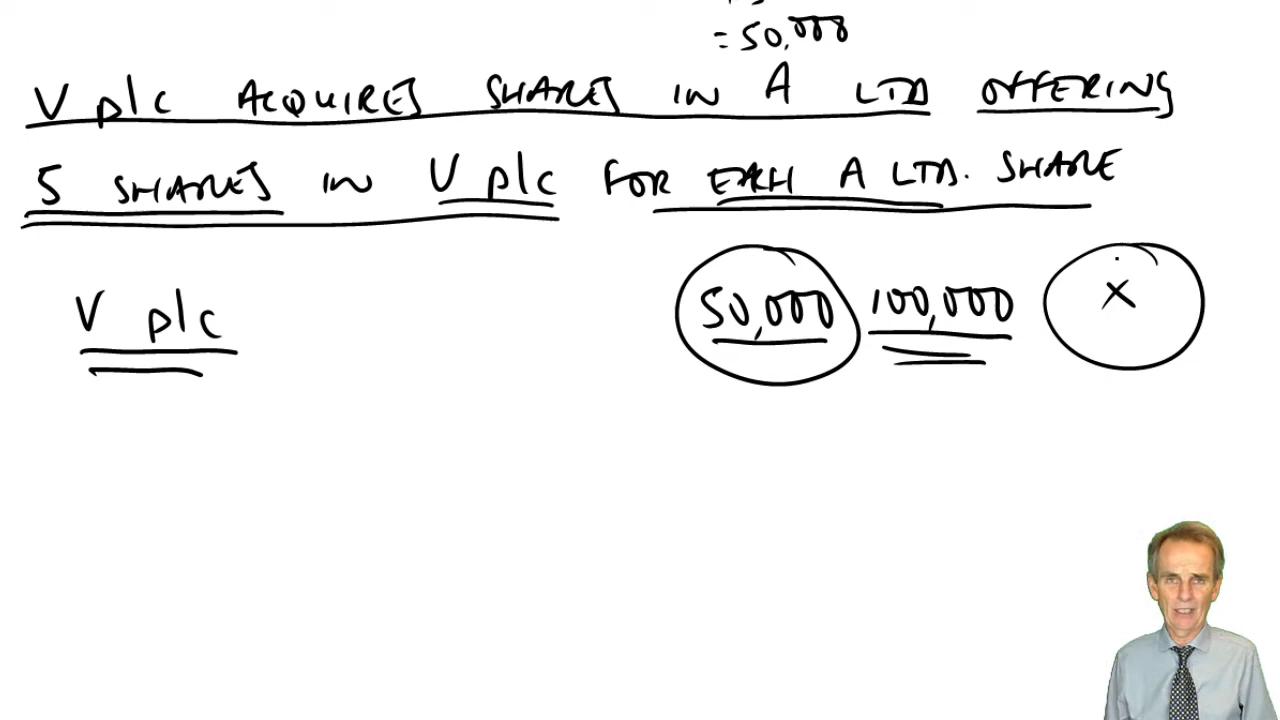 = 50,000
V plc ACQUIRES SHARES IN A LTD OFFERING
5 SHARES IN V plc FOR EACH A LTD. SHARE
V plc 50,000 100,000 X